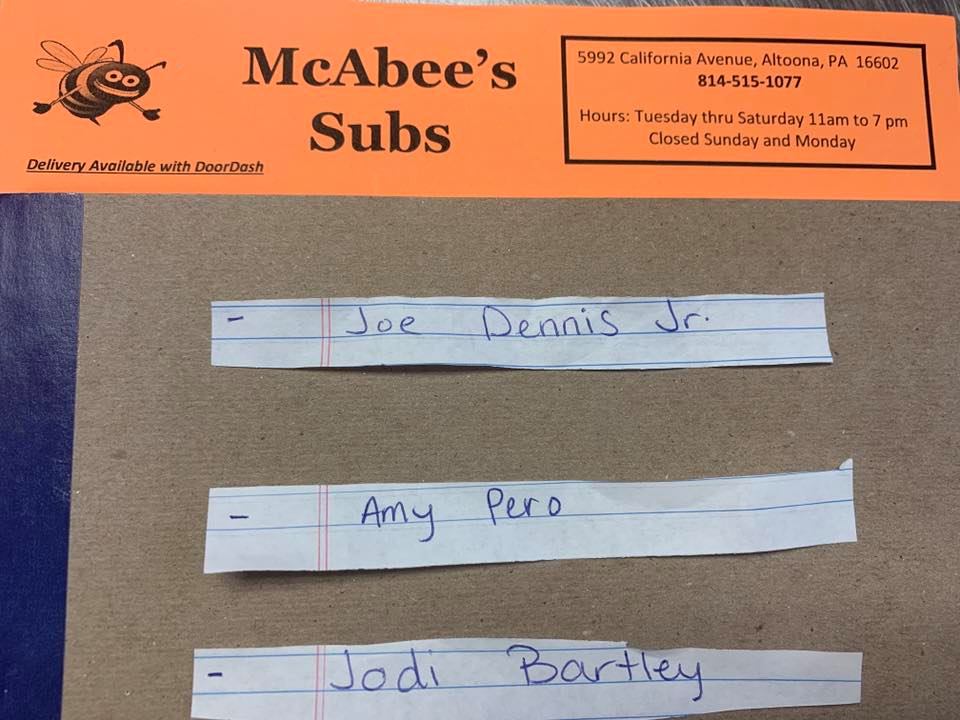 McAbee's
Subs
Delivery Available with DoorDash
5992 California Avenue, Altoona, PA 16602
814-515-1077
Hours: Tuesday thru Saturday 11am to 7 pm
Closed Sunday and Monday
- Joe Dennis Jr.
- Amy Pero
- Jodi Bartley